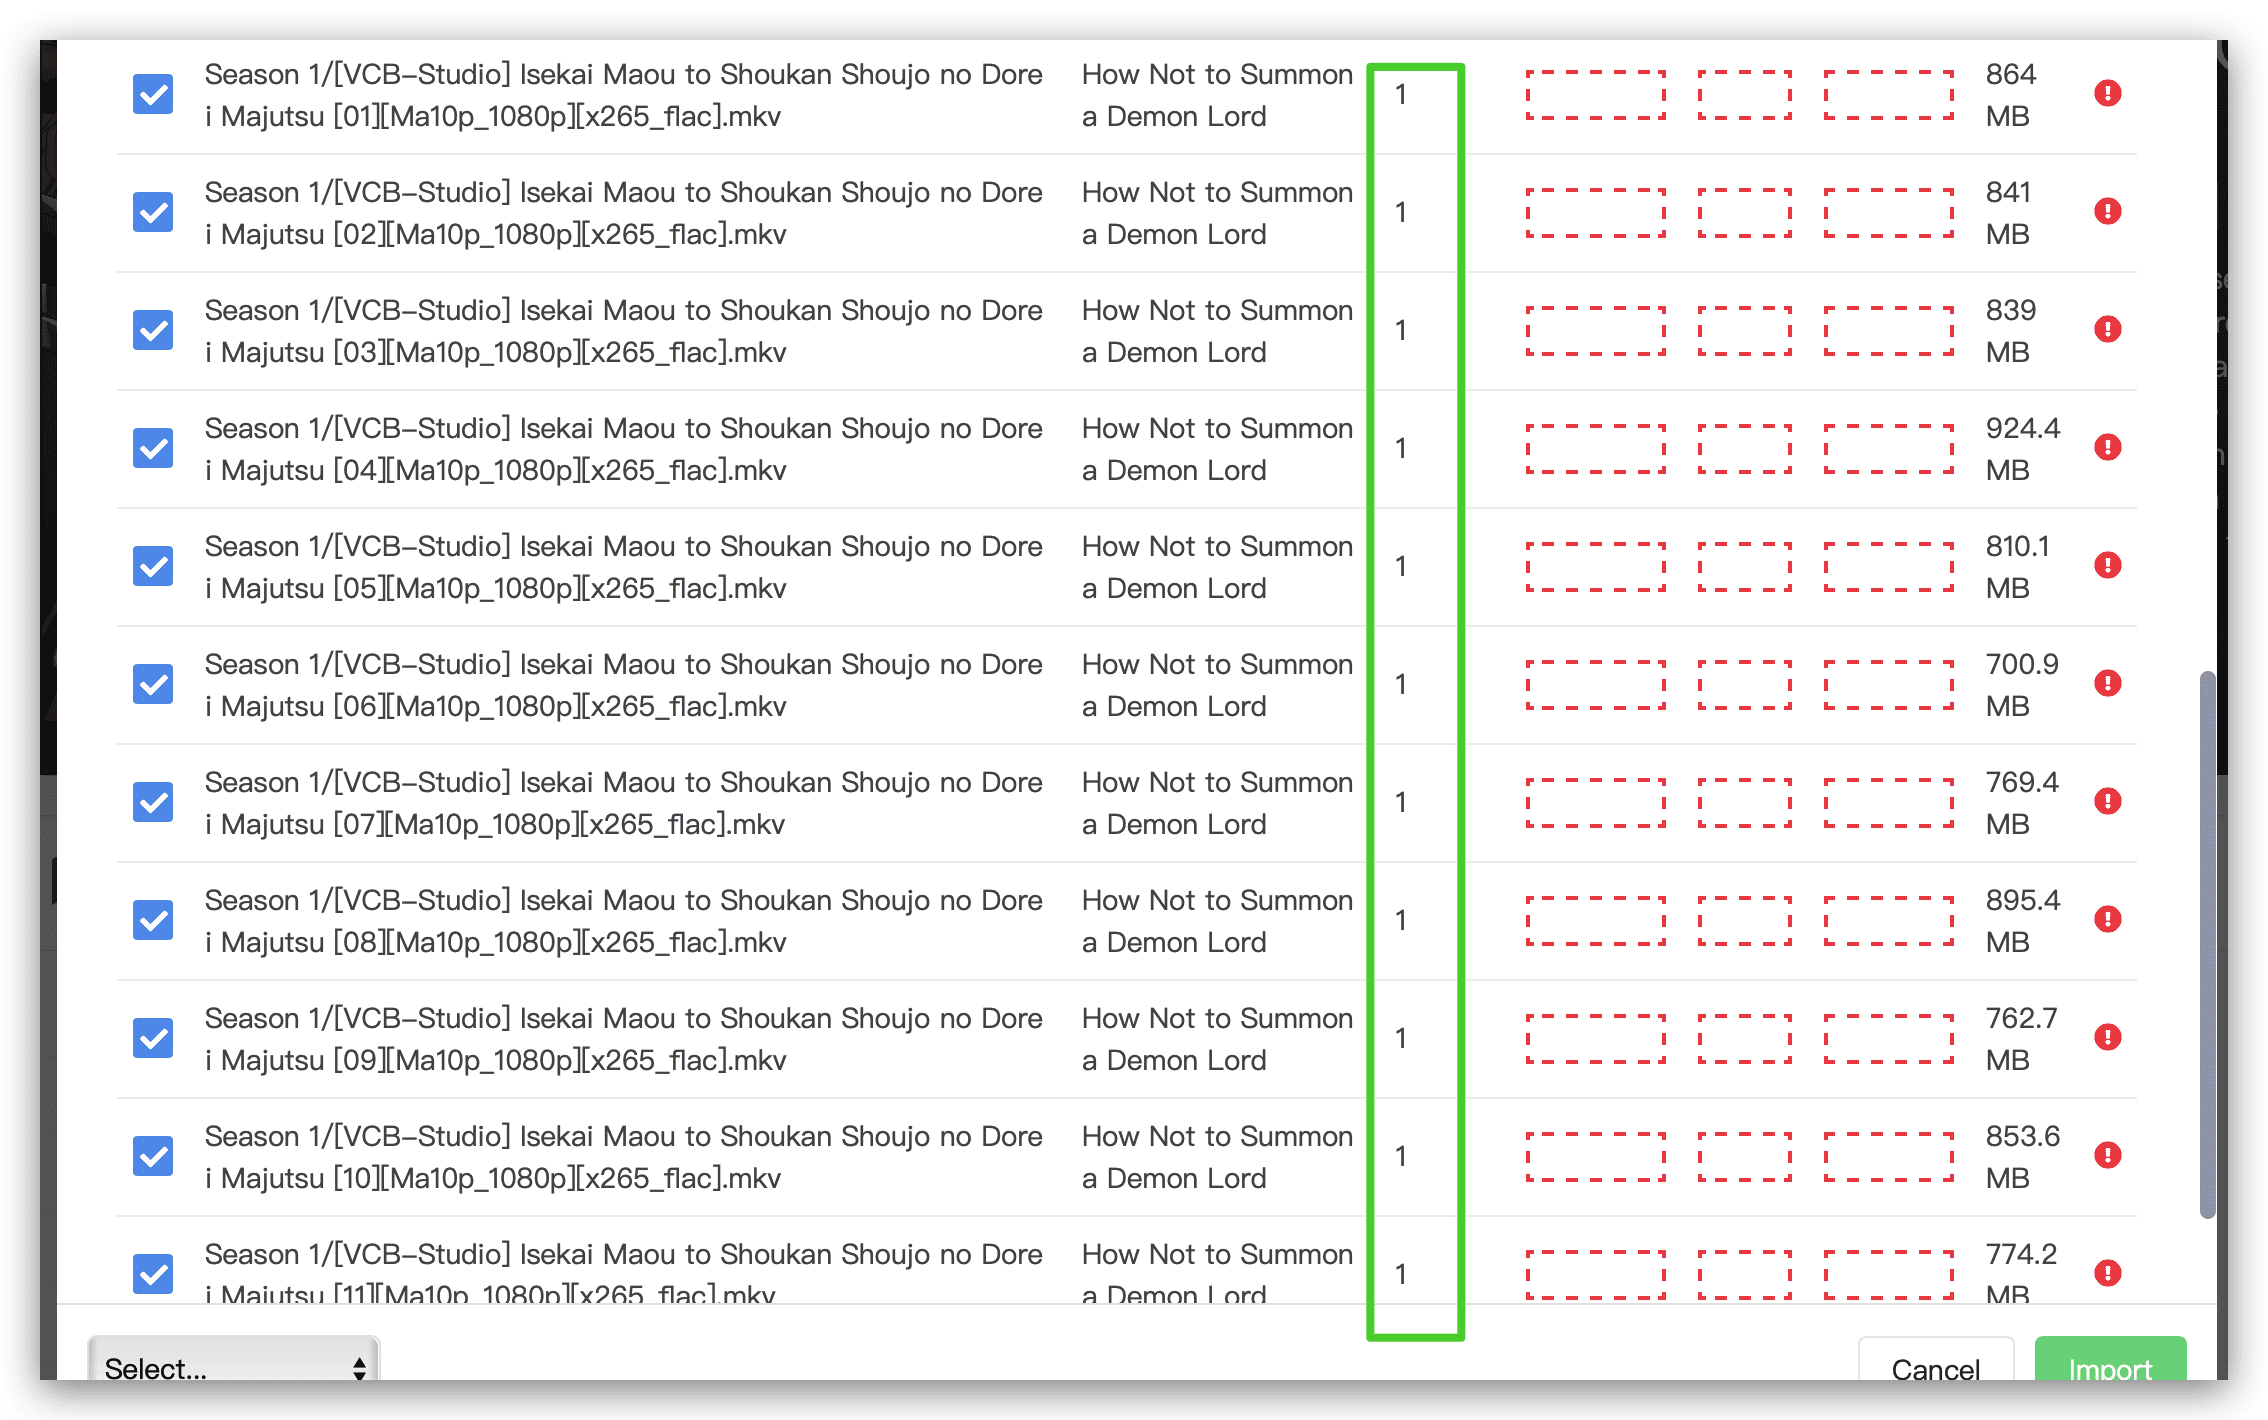 Season 1/[VCB-Studio] Isekai Maou to Shoukan Shoujo no Dore
i Majutsu [01][Ma10p_1080p][x265_flac].mkv
How Not to Summon
a Demon Lord
1
864
MB
Season 1/[VCB-Studio] Isekai Maou to Shoukan Shoujo no Dore
i Majutsu [02][Ma10p_1080p][x265_flac].mkv
How Not to Summon
a Demon Lord
1
841
MB
Season 1/[VCB-Studio] Isekai Maou to Shoukan Shoujo no Dore
i Majutsu [03][Ma10p_1080p][x265_flac].mkv
How Not to Summon
a Demon Lord
1
839
MB
Season 1/[VCB-Studio] Isekai Maou to Shoukan Shoujo no Dore
i Majutsu [04][Ma10p_1080p][x265_flac].mkv
How Not to Summon
a Demon Lord
1
924.4
MB
Season 1/[VCB-Studio] Isekai Maou to Shoukan Shoujo no Dore
i Majutsu [05][Ma10p_1080p][x265_flac].mkv
How Not to Summon
a Demon Lord
1
810.1
MB
Season 1/[VCB-Studio] Isekai Maou to Shoukan Shoujo no Dore
i Majutsu [06][Ma10p_1080p][x265_flac].mkv
How Not to Summon
a Demon Lord
1
700.9
MB
Season 1/[VCB-Studio] Isekai Maou to Shoukan Shoujo no Dore
i Majutsu [07][Ma10p_1080p][x265_flac].mkv
How Not to Summon
a Demon Lord
1
769.4
MB
Season 1/[VCB-Studio] Isekai Maou to Shoukan Shoujo no Dore
i Majutsu [08][Ma10p_1080p][x265_flac].mkv
How Not to Summon
a Demon Lord
1
895.4
MB
Season 1/[VCB-Studio] Isekai Maou to Shoukan Shoujo no Dore
i Majutsu [09][Ma10p_1080p][x265_flac].mkv
How Not to Summon
a Demon Lord
1
762.7
MB
Season 1/[VCB-Studio] Isekai Maou to Shoukan Shoujo no Dore
i Majutsu [10][Ma10p_1080p][x265_flac].mkv
How Not to Summon
a Demon Lord
1
853.6
MB
Season 1/[VCB-Studio] Isekai Maou to Shoukan Shoujo no Dore
i Majutsu [11][Ma10p_1080p][x265_flac].mkv
How Not to Summon
a Demon Lord
1
774.2
MB
Select...
Cancel
Import